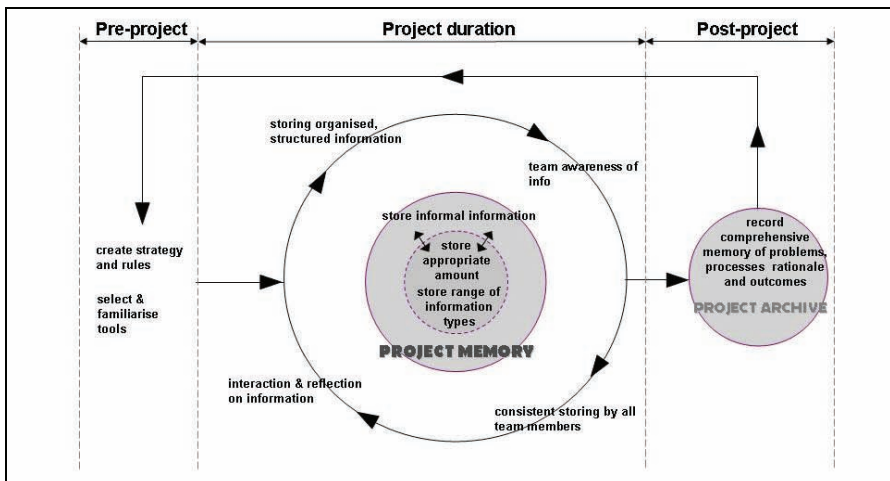 Pre-project
Project duration
Post-project
storing organised,
structured information
team awareness of
info
store informal information
store
appropriate
amount
store range of
information
types
PROJECT MEMORY
create strategy
and rules
select &
familiarise
tools
record
comprehensive
memory of problems,
processes rationale
and outcomes
PROJECT ARCHIVE
interaction & reflection
on information
consistent storing by all
team members